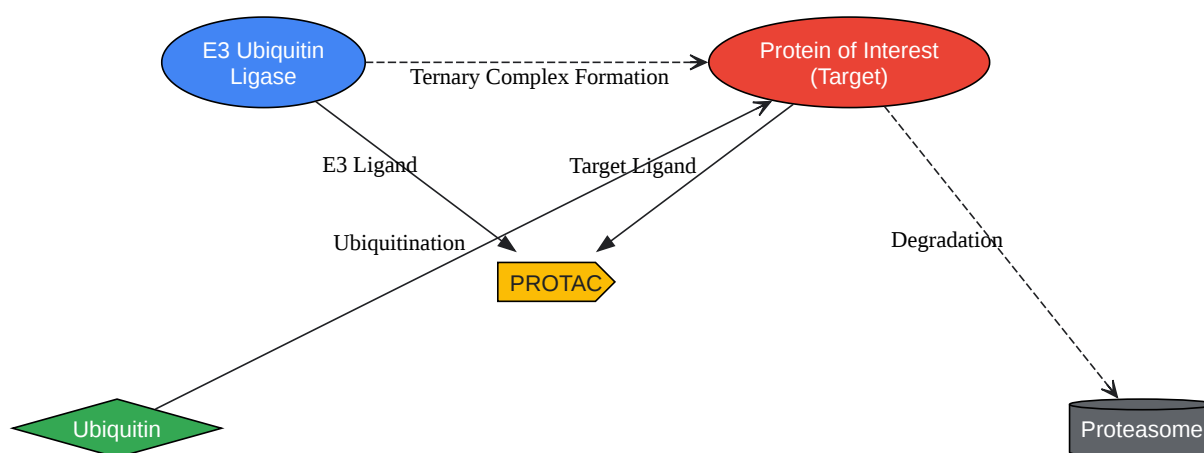 E3 Ubiquitin
Ligase
Protein of Interest
(Target)
Ternary Complex Formation
E3 Ligand
Target Ligand
Ubiquitination
Degradation
PROTAC
Ubiquitin
Proteasome